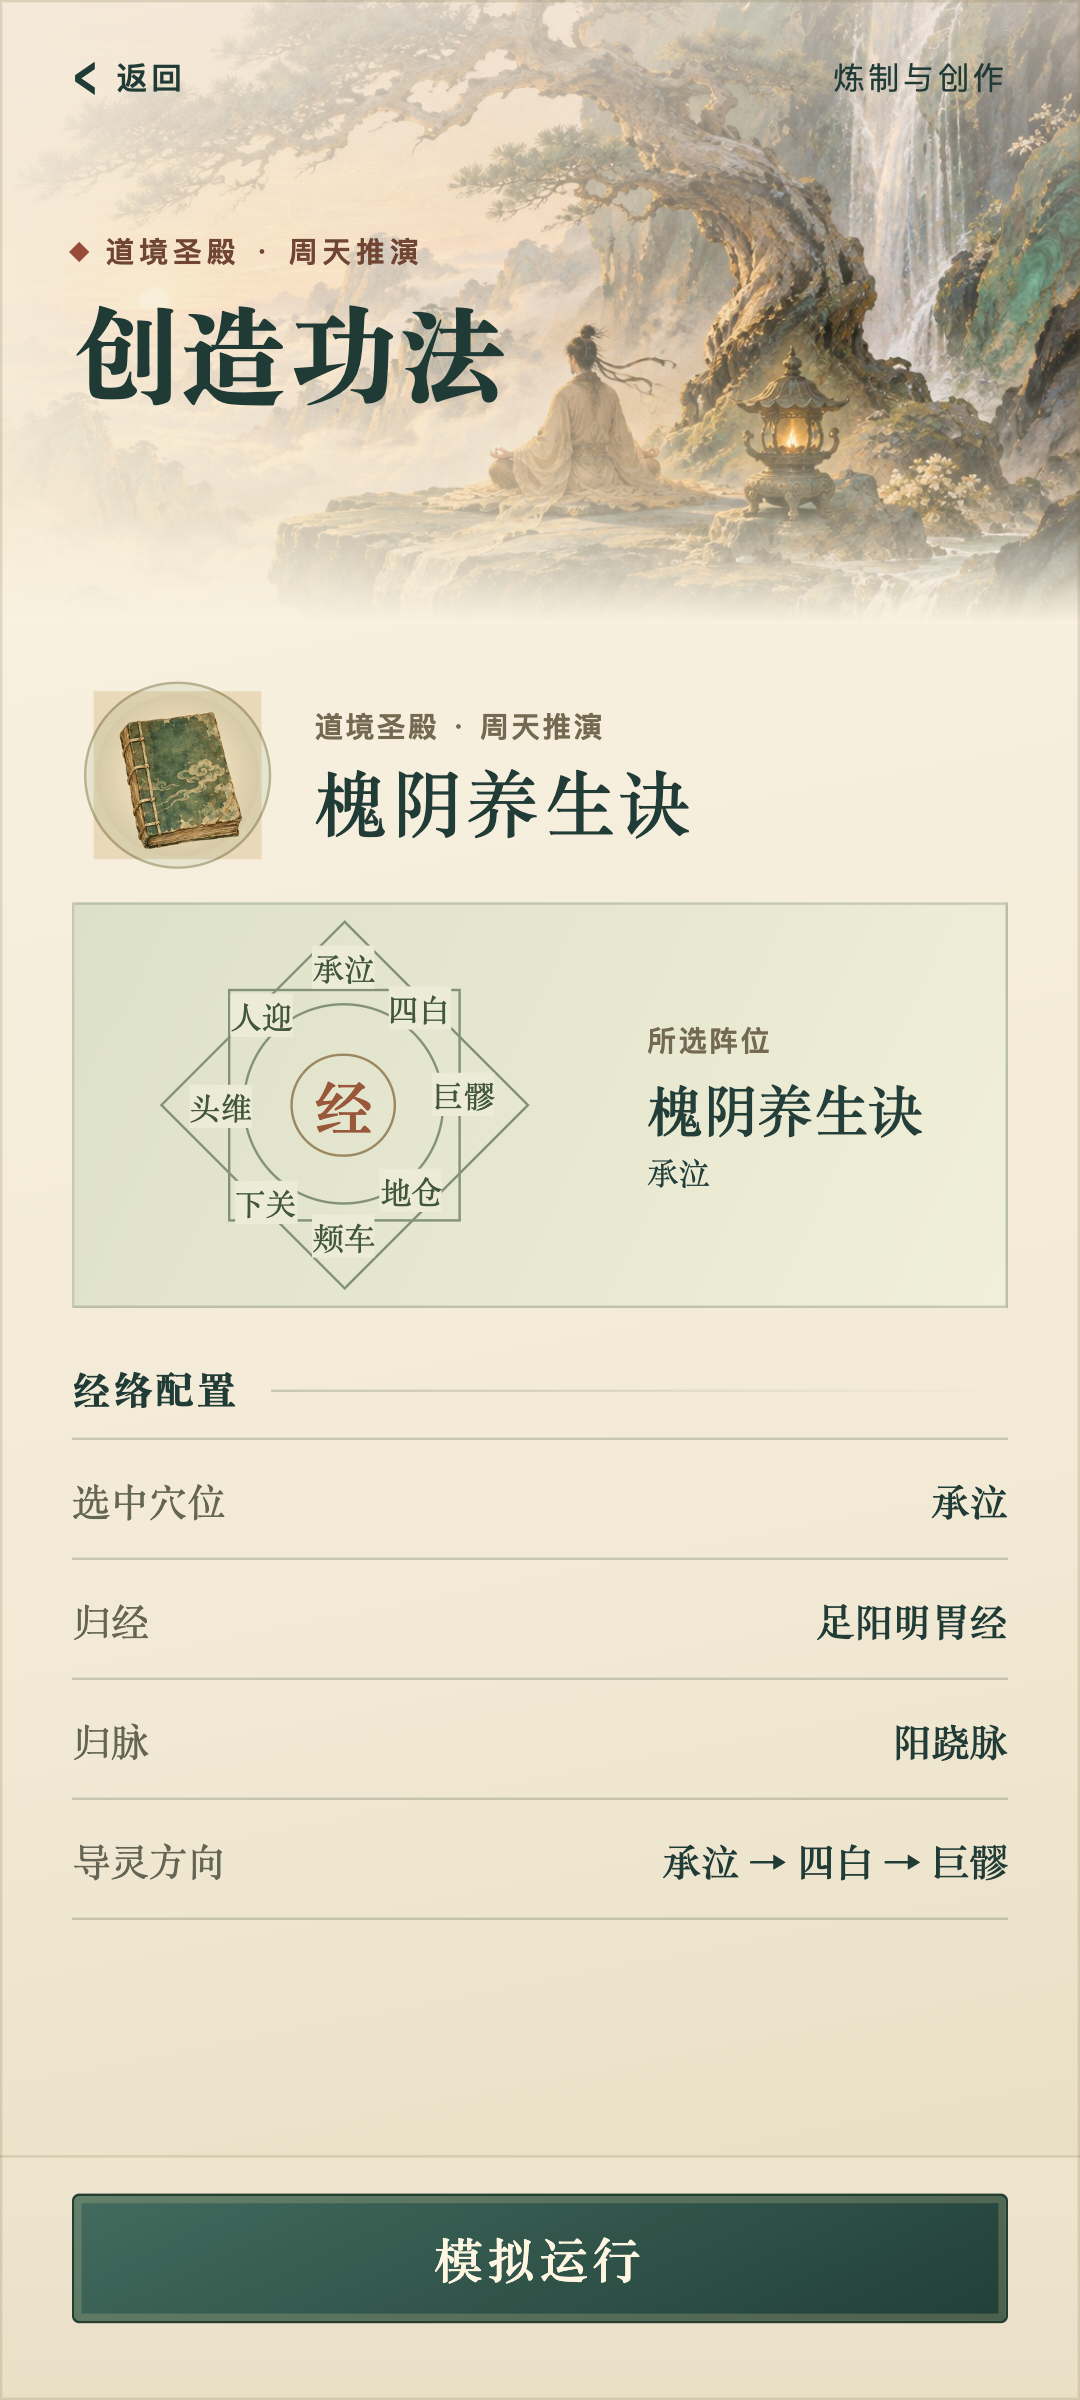 返回
炼制与创作
道境圣殿 · 周天推演
创造功法
道境圣殿 · 周天推演
槐阴养生诀
承泣
四白
人迎
巨髎
头维
经
地仓
下关
颊车
所选阵位
槐阴养生诀
承泣
经络配置
选中穴位 承泣
归经 足阳明胃经
归脉 阳跷脉
导灵方向 承泣 → 四白 → 巨髎
模拟运行